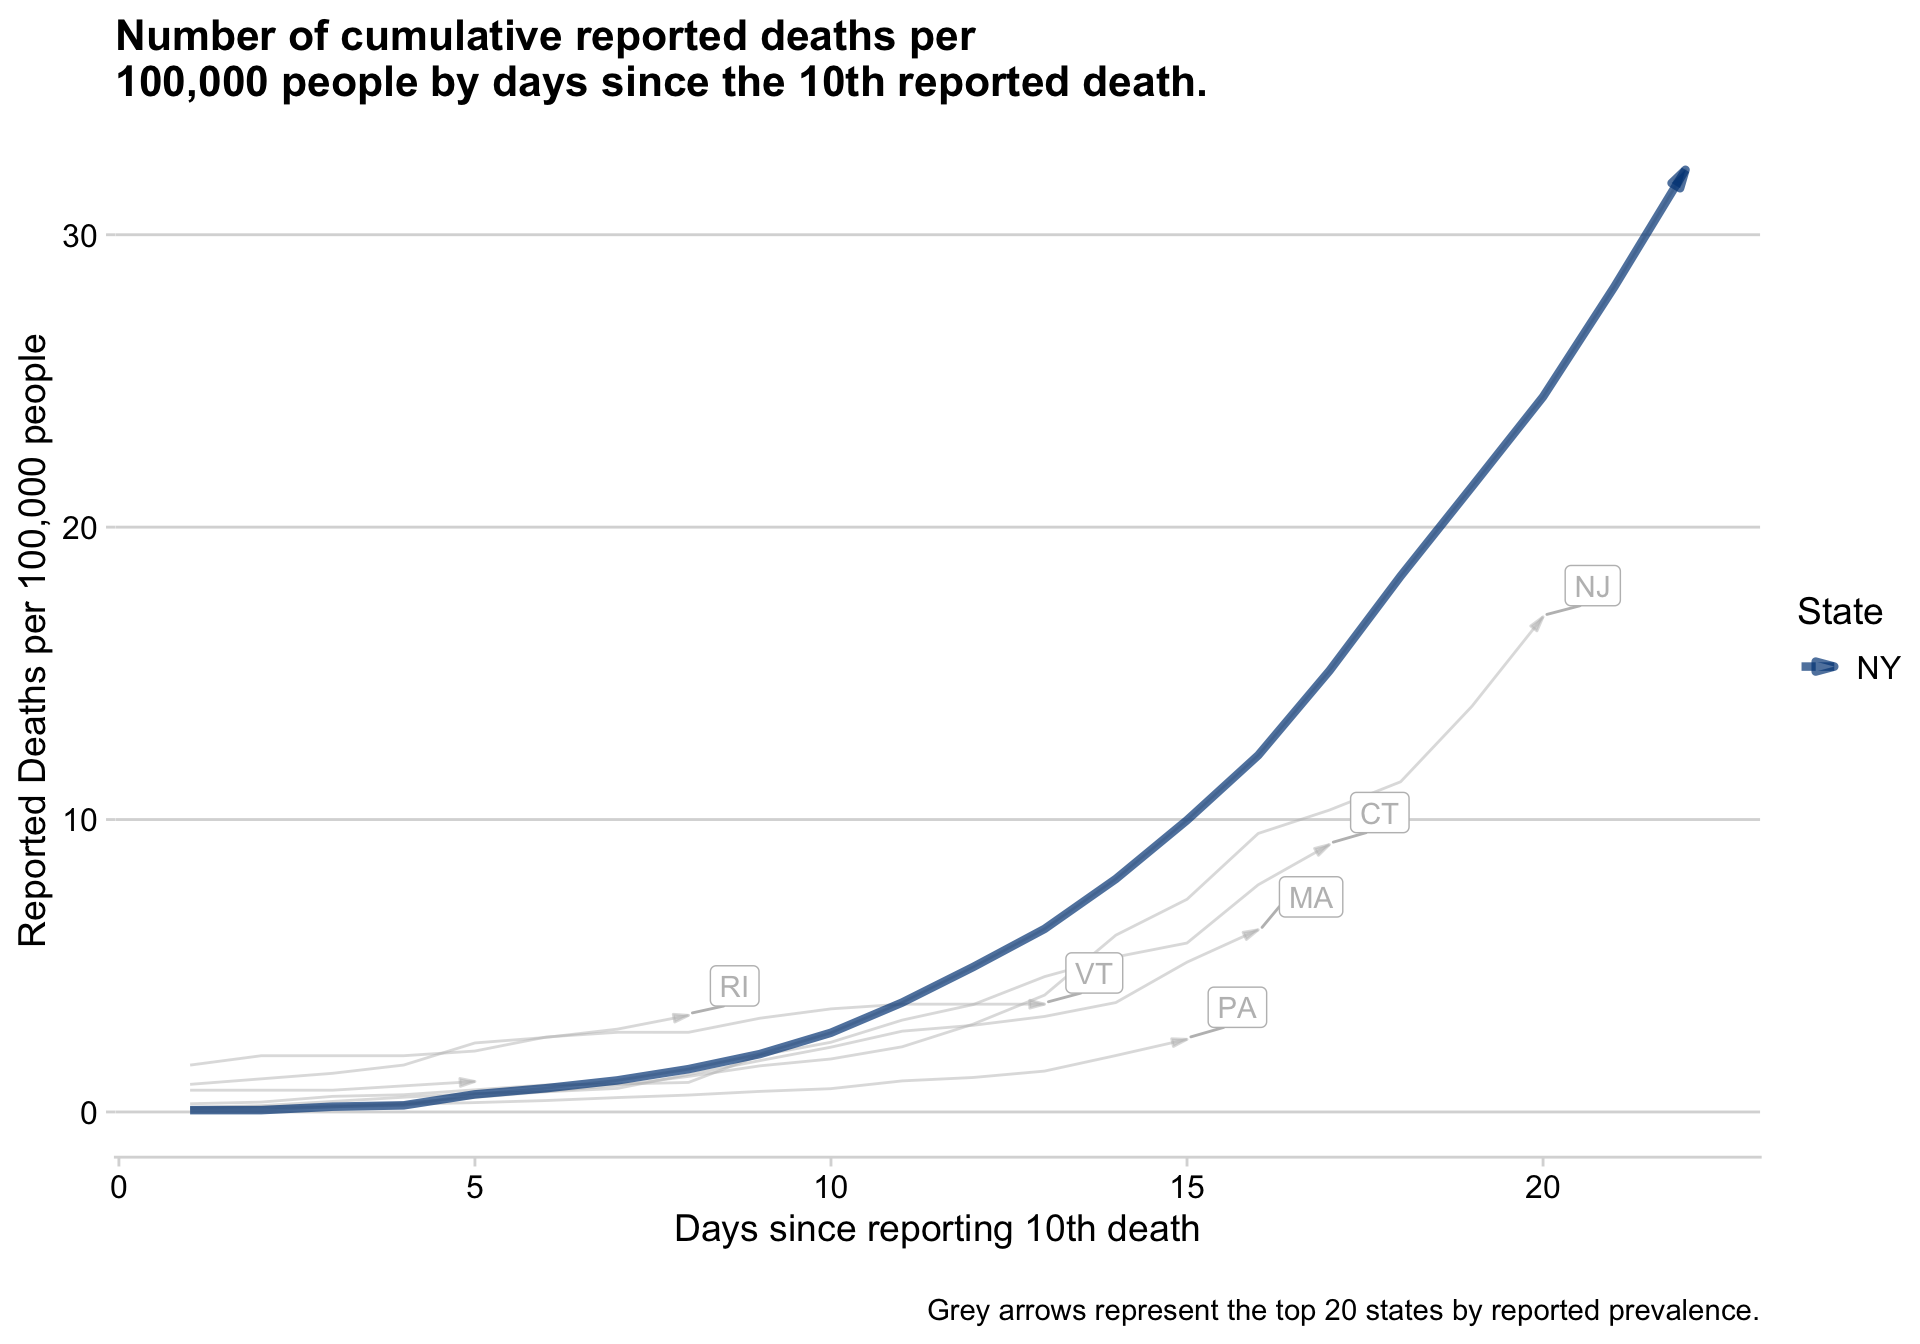 Number of cumulative reported deaths per
100,000 people by days since the 10th reported death.
Reported Deaths per 100,000 people
30
20
10
0
NJ
CT
MA
VT
RI
PA
State
NY
0
5
10
15
20
Days since reporting 10th death
Grey arrows represent the top 20 states by reported prevalence.